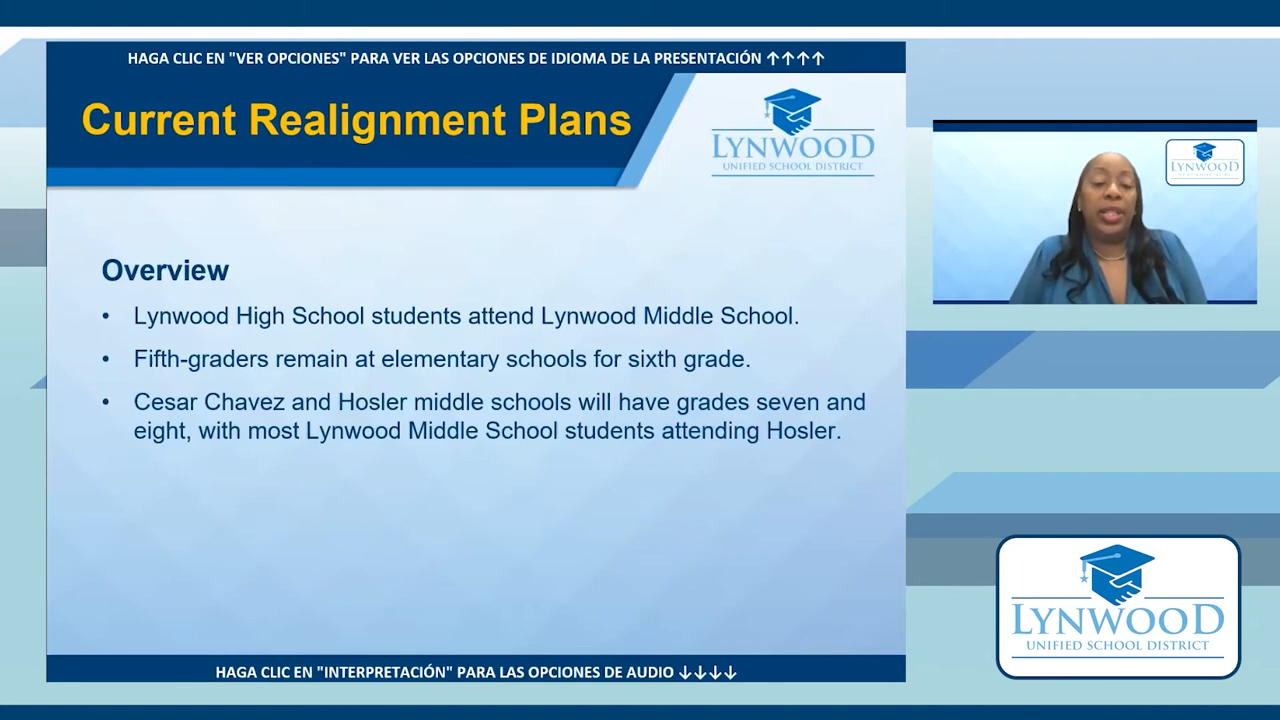 HAGA CLIC EN "VER OPCIONES" PARA VER LAS OPCIONES DE IDIOMA DE LA PRESENTACIÓN ↑↑↑↑
Current Realignment Plans
LYNWOOD
UNIFIED SCHOOL DISTRICT
LYNWOOD
Overview
• Lynwood High School students attend Lynwood Middle School.
• Fifth-graders remain at elementary schools for sixth grade.
• Cesar Chavez and Hosler middle schools will have grades seven and
eight, with most Lynwood Middle School students attending Hosler.
LYNWOOD
UNIFIED SCHOOL DISTRICT
HAGA CLIC EN "INTERPRETACIÓN" PARA LAS OPCIONES DE AUDIO ↓↓↓↓